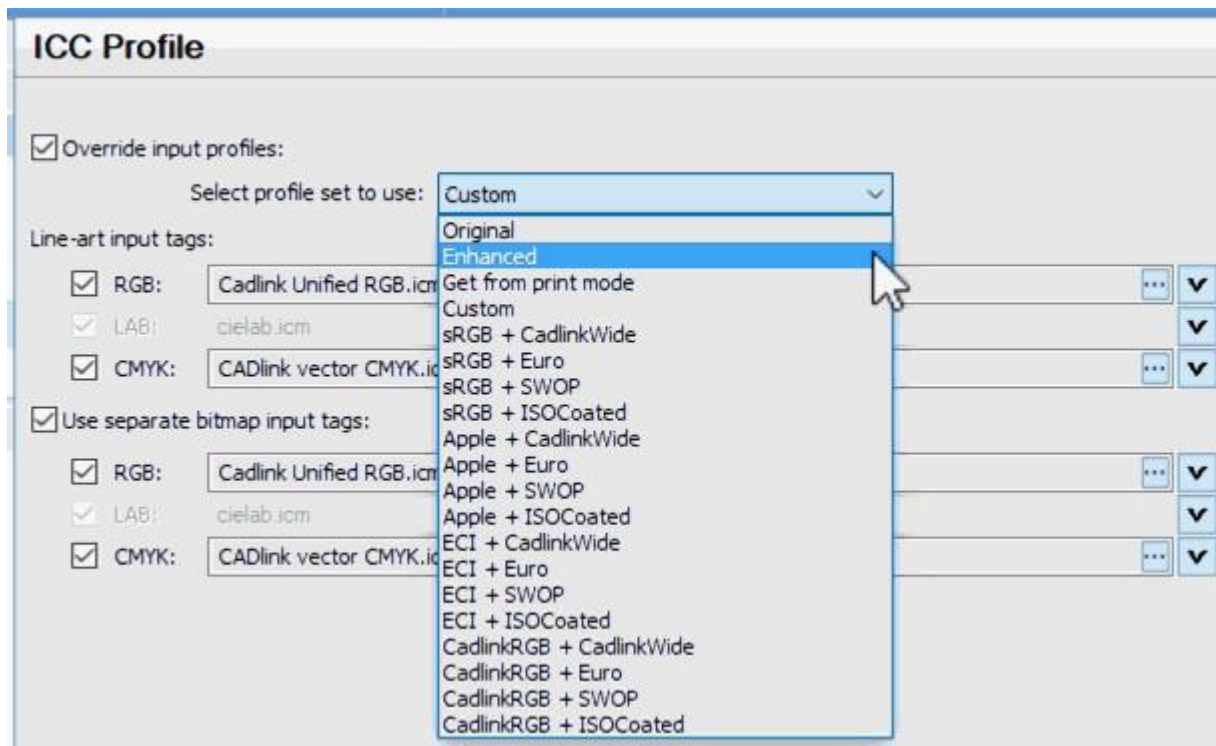 ICC Profile
Override input profiles:
Select profile set to use: Custom
Original
Enhanced
Get from print mode
Custom
sRGB + CadlinkWide
sRGB + Euro
sRGB + SWOP
sRGB + ISOCoated
Apple + CadlinkWide
Apple + Euro
Apple + SWOP
Apple + ISOCoated
ECI + CadlinkWide
ECI + Euro
ECI + SWOP
ECI + ISOCoated
CadlinkRGB + CadlinkWide
CadlinkRGB + Euro
CadlinkRGB + SWOP
CadlinkRGB + ISOCoated
Line-art input tags:
RGB: Cadlink Unified RGB.icm
LAB: cielab.icm
CMYK: CADlink vector CMYK.ic
Use separate bitmap input tags:
RGB: Cadlink Unified RGB.icm
LAB: cielab.icm
CMYK: CADlink vector CMYK.ic